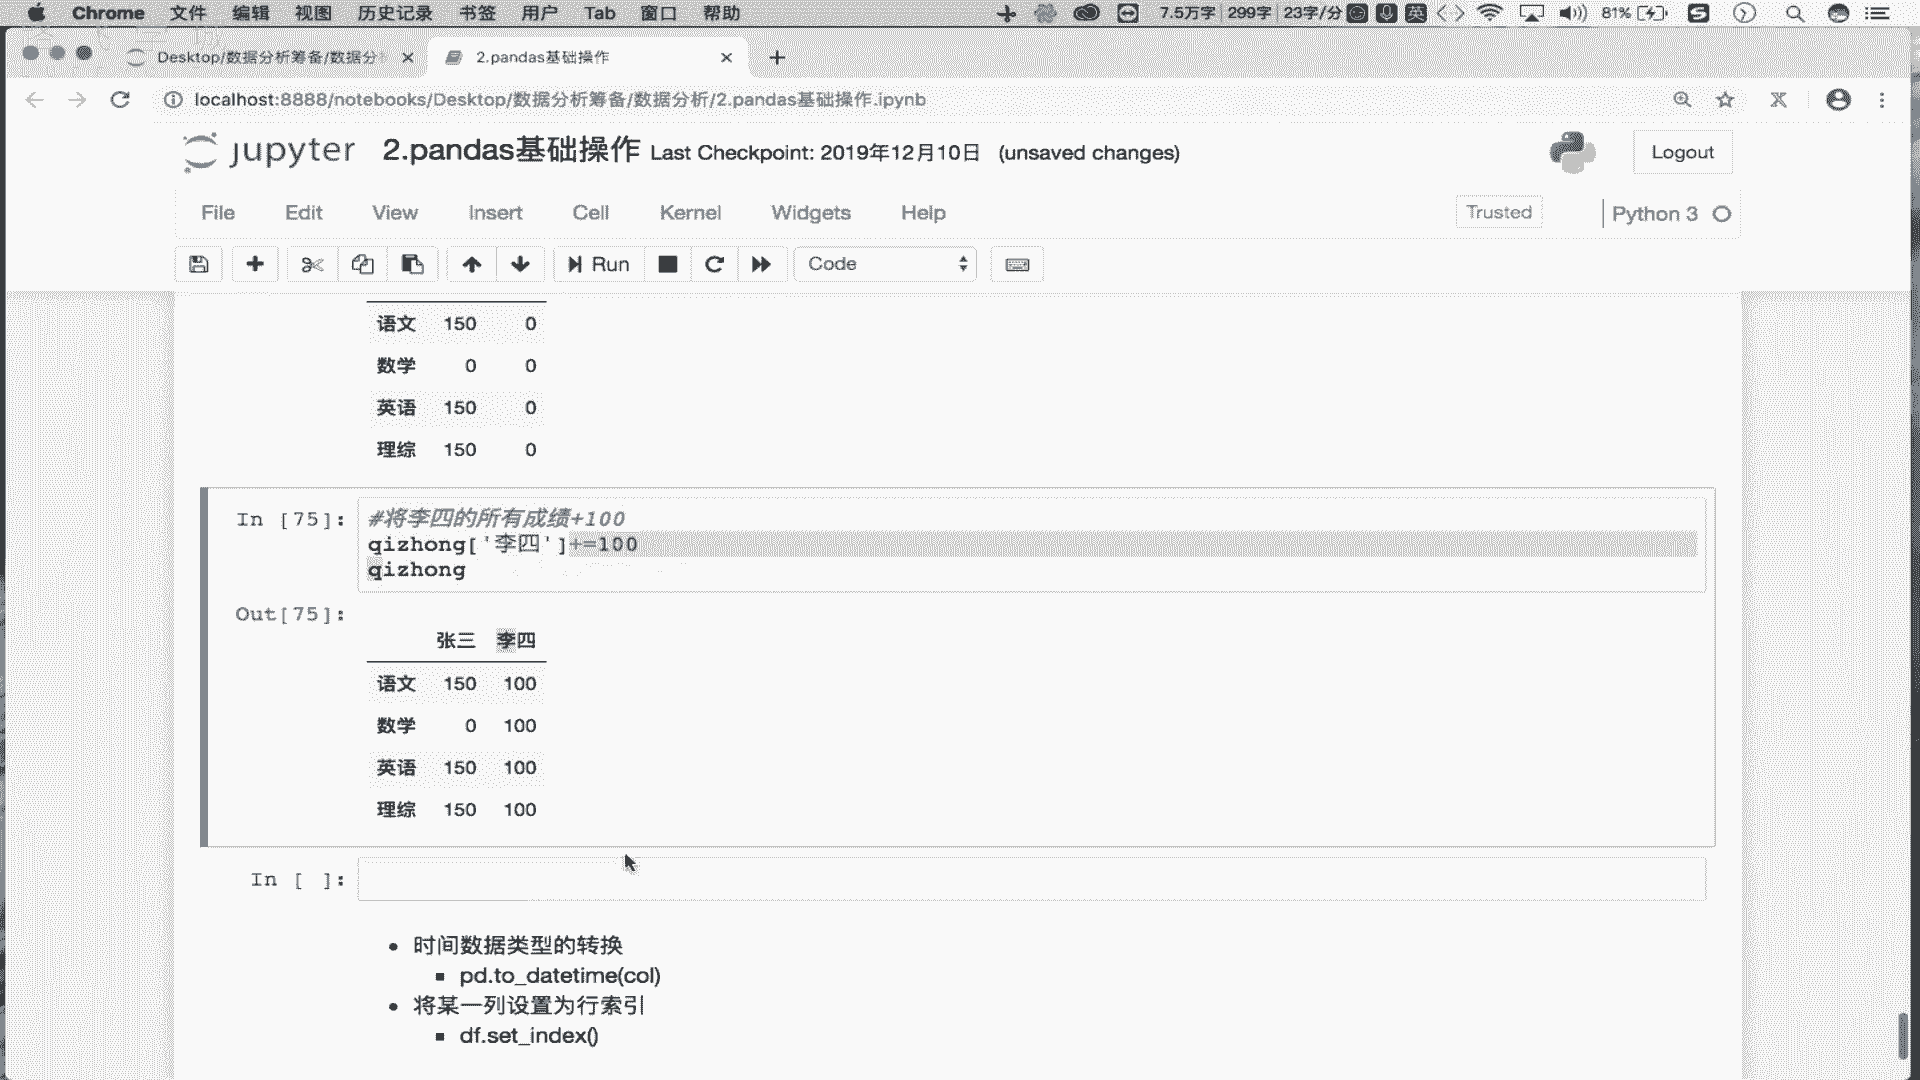 Chrome 文件 编辑 视图 历史记录 书签 用户 Tab 窗口 帮助 7.5万字 299字 23字/分 英 81%
Desktop/数据分析筹备/数据分 2.pandas基础操作
localhost:8888/notebooks/Desktop/数据分析筹备/数据分析/2.pandas基础操作.ipynb
jupyter 2.pandas基础操作 Last Checkpoint: 2019年12月10日 (unsaved changes) Logout
File Edit View Insert Cell Kernel Widgets Help Trusted Python 3
Run Code
语文 150 0
数学 0 0
英语 150 0
理综 150 0
In [75]: #将李四的所有成绩+100
qizhong['李四']+=100
qizhong
Out[75]:
张三 李四
语文 150 100
数学 0 100
英语 150 100
理综 150 100
In [ ]:
• 时间数据类型的转换
▪ pd.to_datetime(col)
• 将某一列设置为行索引
▪ df.set_index()